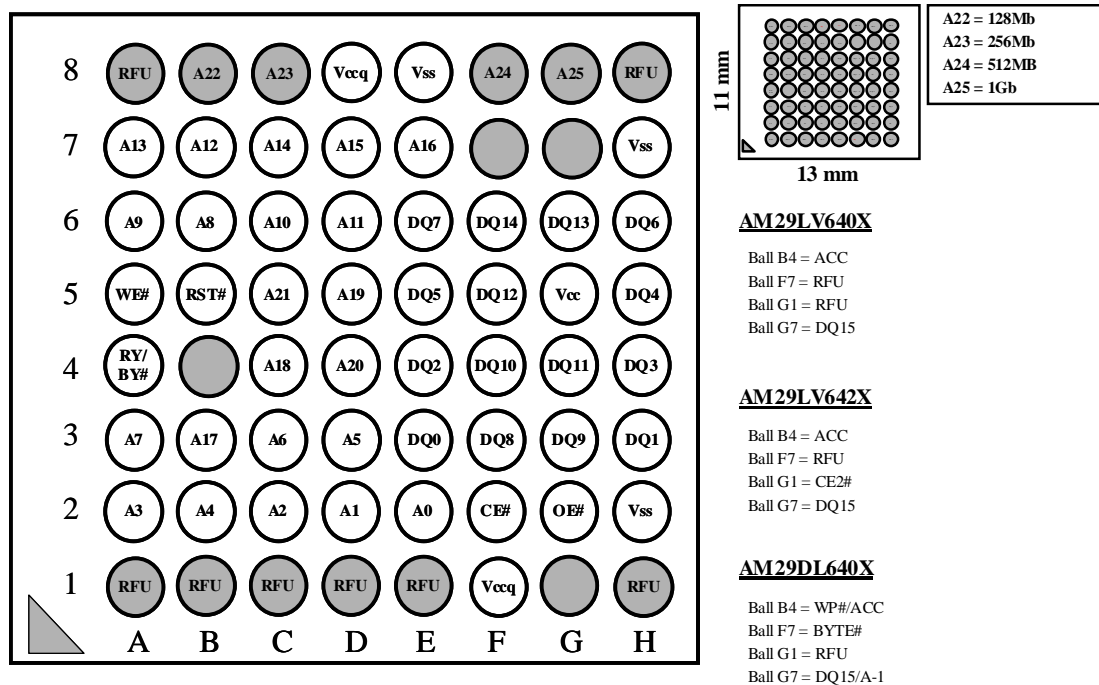 8 RFU A22 A23 Vccq Vss A24 A25 RFU
7 A13 A12 A14 A15 A16 Vss
6 A9 A8 A10 A11 DQ7 DQ14 DQ13 DQ6
5 WE# RST# A21 A19 DQ5 DQ12 Vcc DQ4
4 RY/ BY# A18 A20 DQ2 DQ10 DQ11 DQ3
3 A7 A17 A6 A5 DQ0 DQ8 DQ9 DQ1
2 A3 A4 A2 A1 A0 CE# OE# Vss
1 RFU RFU RFU RFU RFU Vccq RFU
A B C D E F G H
11 mm
13 mm
A22 = 128Mb
A23 = 256Mb
A24 = 512MB
A25 = 1Gb
AM29LV640X
Ball B4 = ACC
Ball F7 = RFU
Ball G1 = RFU
Ball G7 = DQ15
AM29LV642X
Ball B4 = ACC
Ball F7 = RFU
Ball G1 = CE2#
Ball G7 = DQ15
AM29DL640X
Ball B4 = WP#/ACC
Ball F7 = BYTE#
Ball G1 = RFU
Ball G7 = DQ15/A-1